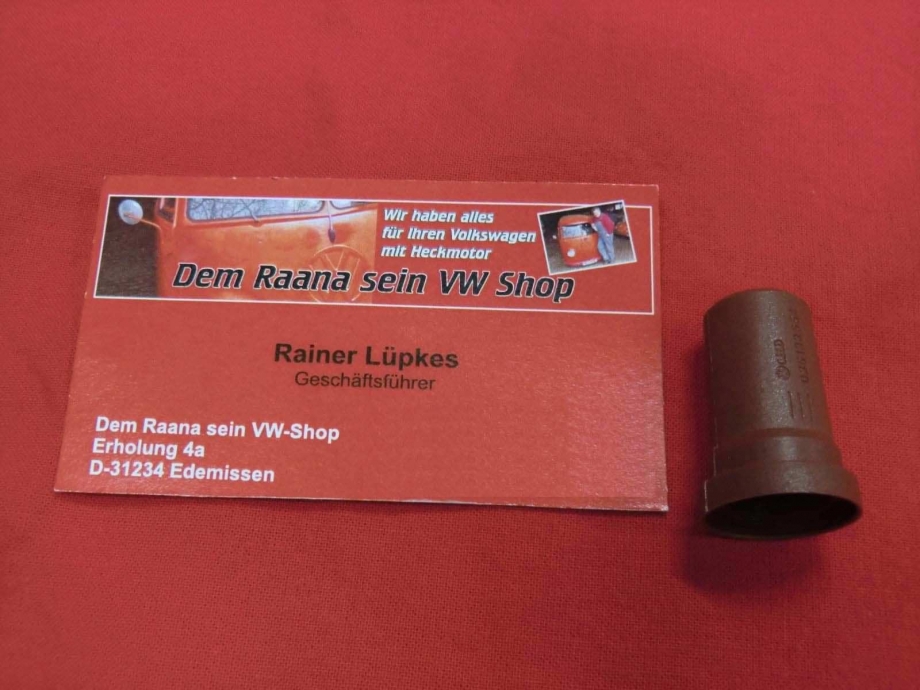 Wir haben alles
für Ihren Volkswagen
mit Heckmotor
Dem Raana sein VW Shop
Rainer Lüpkes
Geschäftsführer
Dem Raana sein VW-Shop
Erholung 4a
D-31234 Edemissen